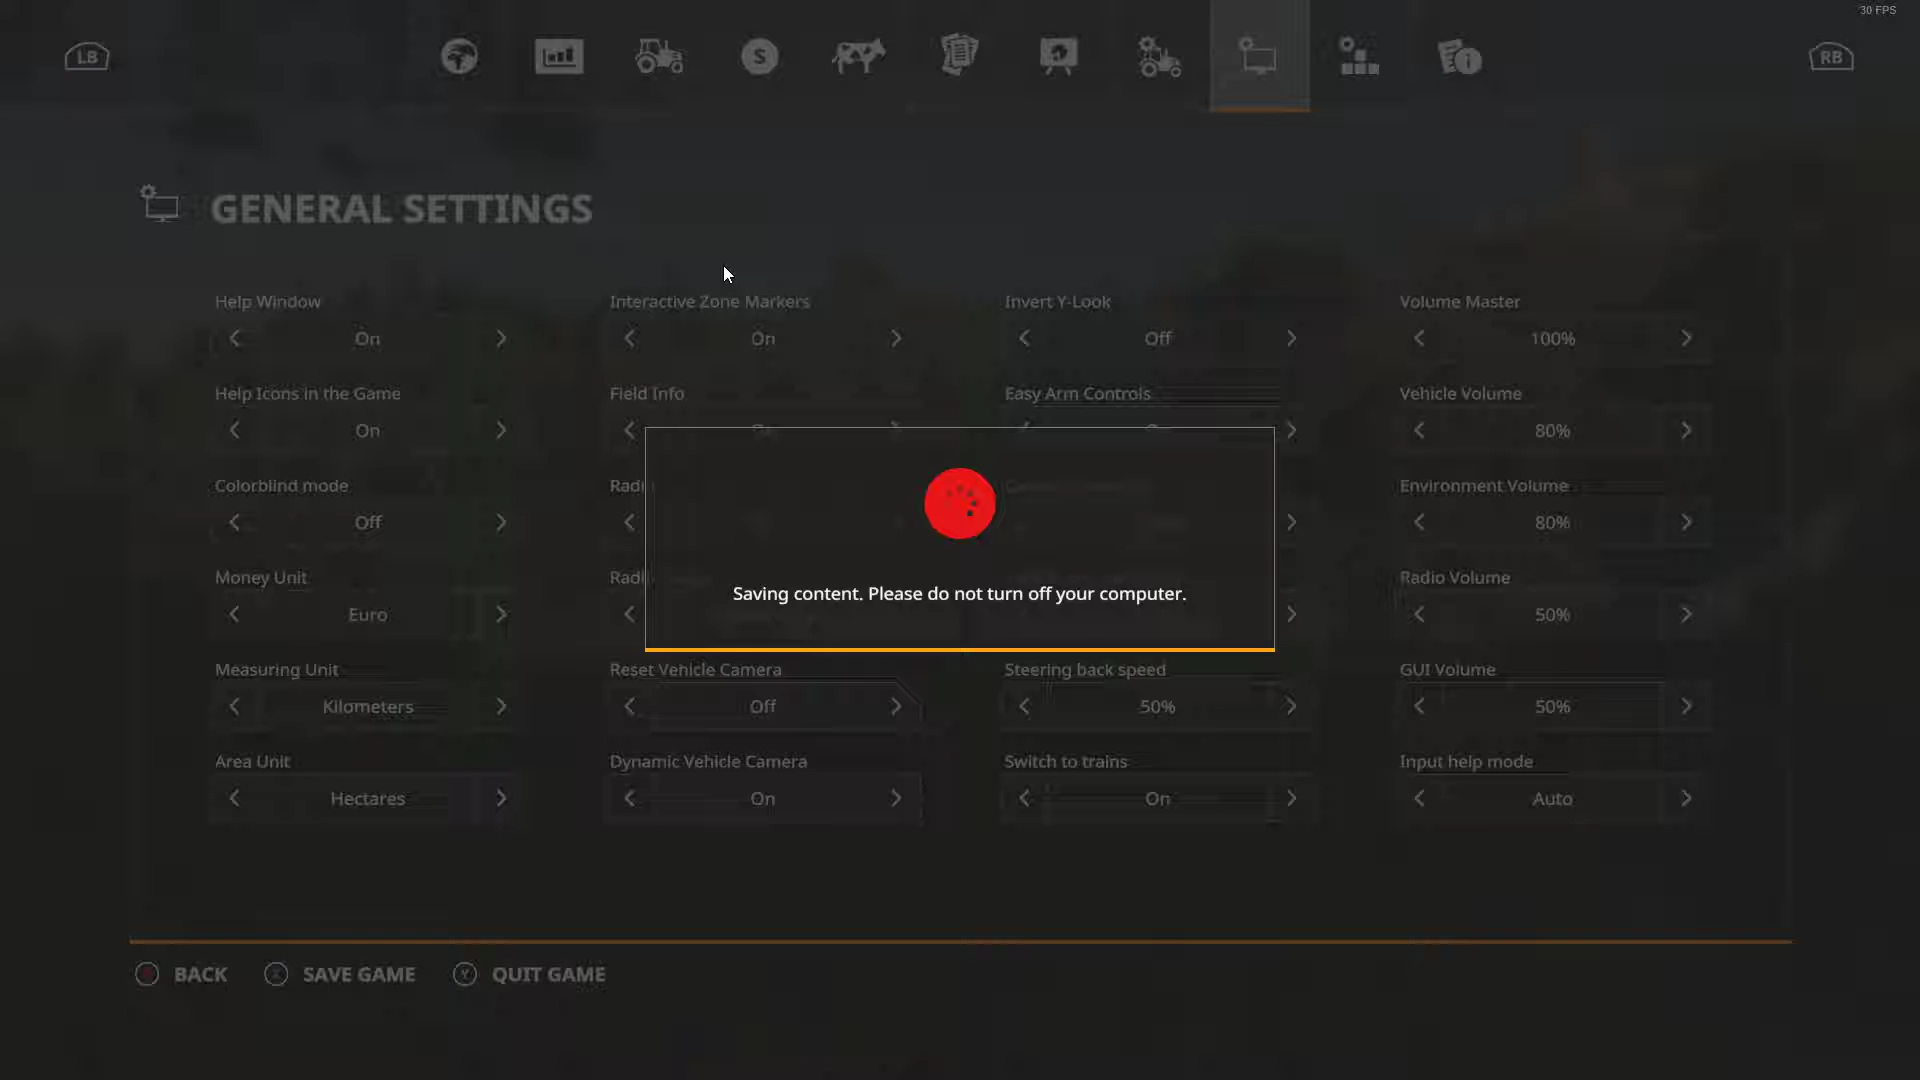 30 FPS
LB
S
RB
GENERAL SETTINGS
Help Window
On
Interactive Zone Markers
On
Invert Y-Look
Off
Volume Master
100%
Help Icons in the Game
On
Field Info
Easy Arm Controls
Vehicle Volume
80%
Colorblind mode
Off
Environment Volume
80%
Money Unit
Euro
Radio Volume
50%
Saving content. Please do not turn off your computer.
Measuring Unit
Kilometers
Reset Vehicle Camera
Off
Steering back speed
50%
GUI Volume
50%
Area Unit
Hectares
Dynamic Vehicle Camera
On
Switch to trains
On
Input help mode
Auto
BACK
X SAVE GAME
Y QUIT GAME